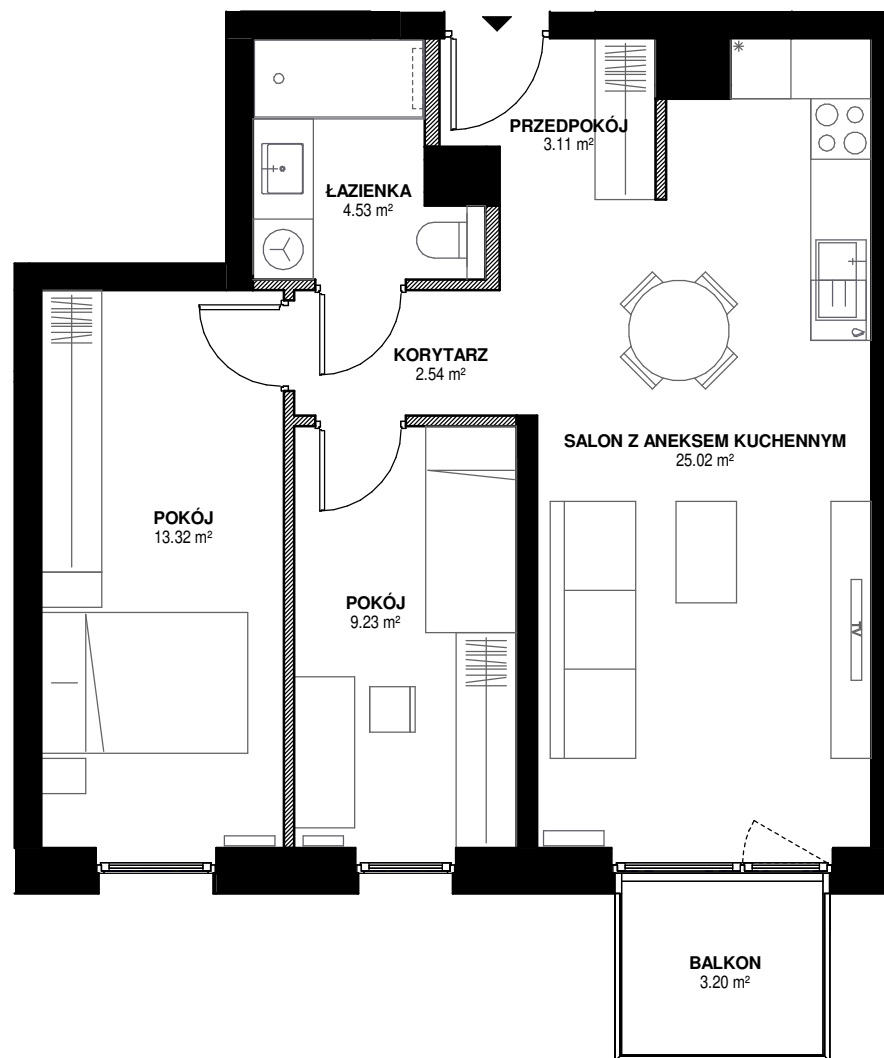 PRZEDPOKÓJ
3.11 m²
ŁAZIENKA
4.53 m²
KORYTARZ
2.54 m²
SALON Z ANEKSEM KUCHENNYM
25.02 m²
POKÓJ
13.32 m²
POKÓJ
9.23 m²
TV
BALKON
3.20 m²